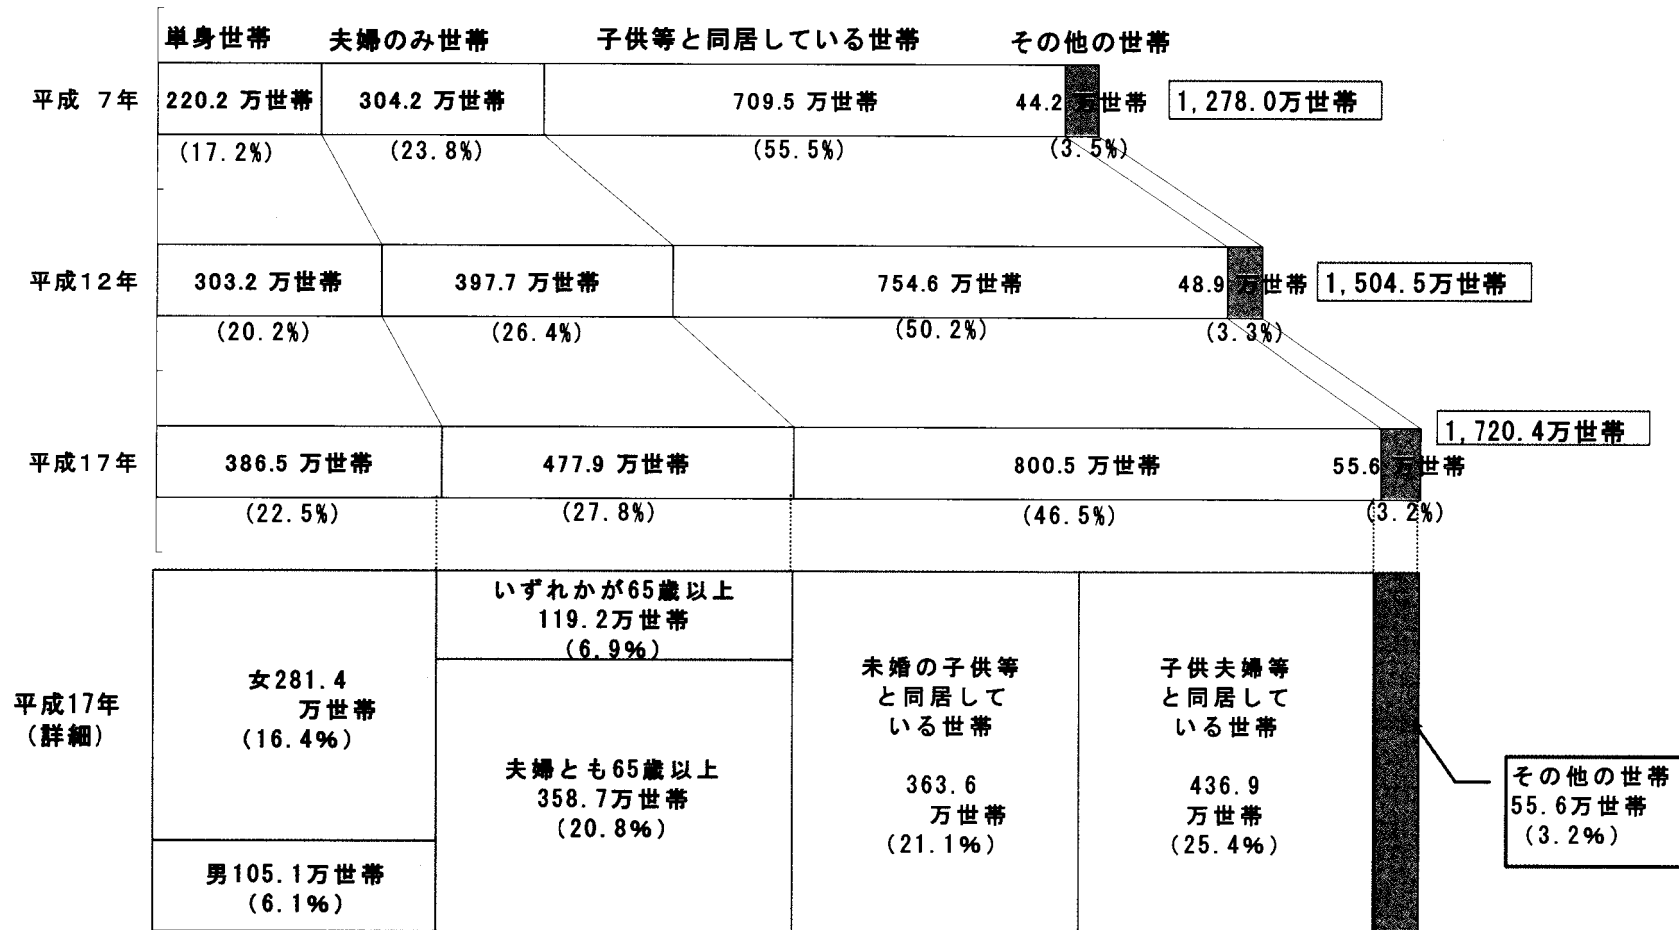 単身世帯 夫婦のみ世帯 子供等と同居している世帯 その他の世帯
平成 7年 220.2 万世帯 304.2 万世帯 709.5 万世帯 44.2 万世帯 1,278.0万世帯
(17.2%) (23.8%) (55.5%) (3.5%)
平成12年 303.2 万世帯 397.7 万世帯 754.6 万世帯 48.9 万世帯 1,504.5万世帯
(20.2%) (26.4%) (50.2%) (3.3%)
1,720.4万世帯
平成17年 386.5 万世帯 477.9 万世帯 800.5 万世帯 55.6 万世帯
(22.5%) (27.8%) (46.5%) (3.2%)
平成17年
(詳細)
女281.4
万世帯
(16.4%)
男105.1万世帯
(6.1%)
いずれかが65歳以上
119.2万世帯
(6.9%)
夫婦とも65歳以上
358.7万世帯
(20.8%)
未婚の子供等
と同居して
いる世帯
363.6
万世帯
(21.1%)
子供夫婦等
と同居して
いる世帯
436.9
万世帯
(25.4%)
その他の世帯
55.6万世帯
(3.2%)